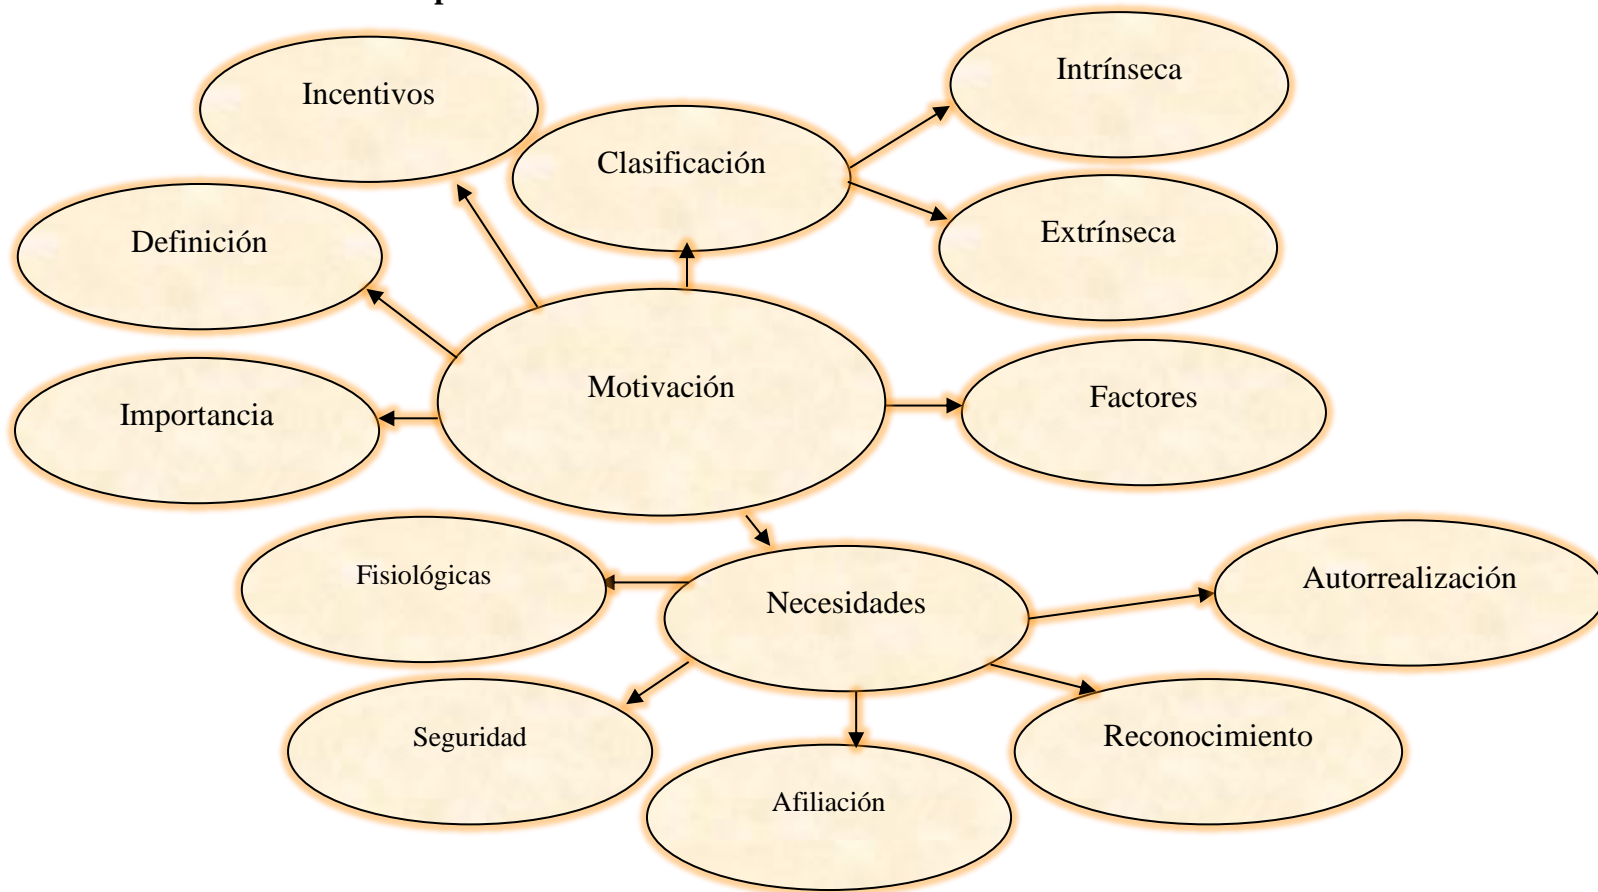 Intrínseca
Incentivos
Clasificación
Extrínseca
Definición
Motivación
Factores
Importancia
Fisiológicas
Necesidades
Autorrealización
Seguridad
Reconocimiento
Afiliación